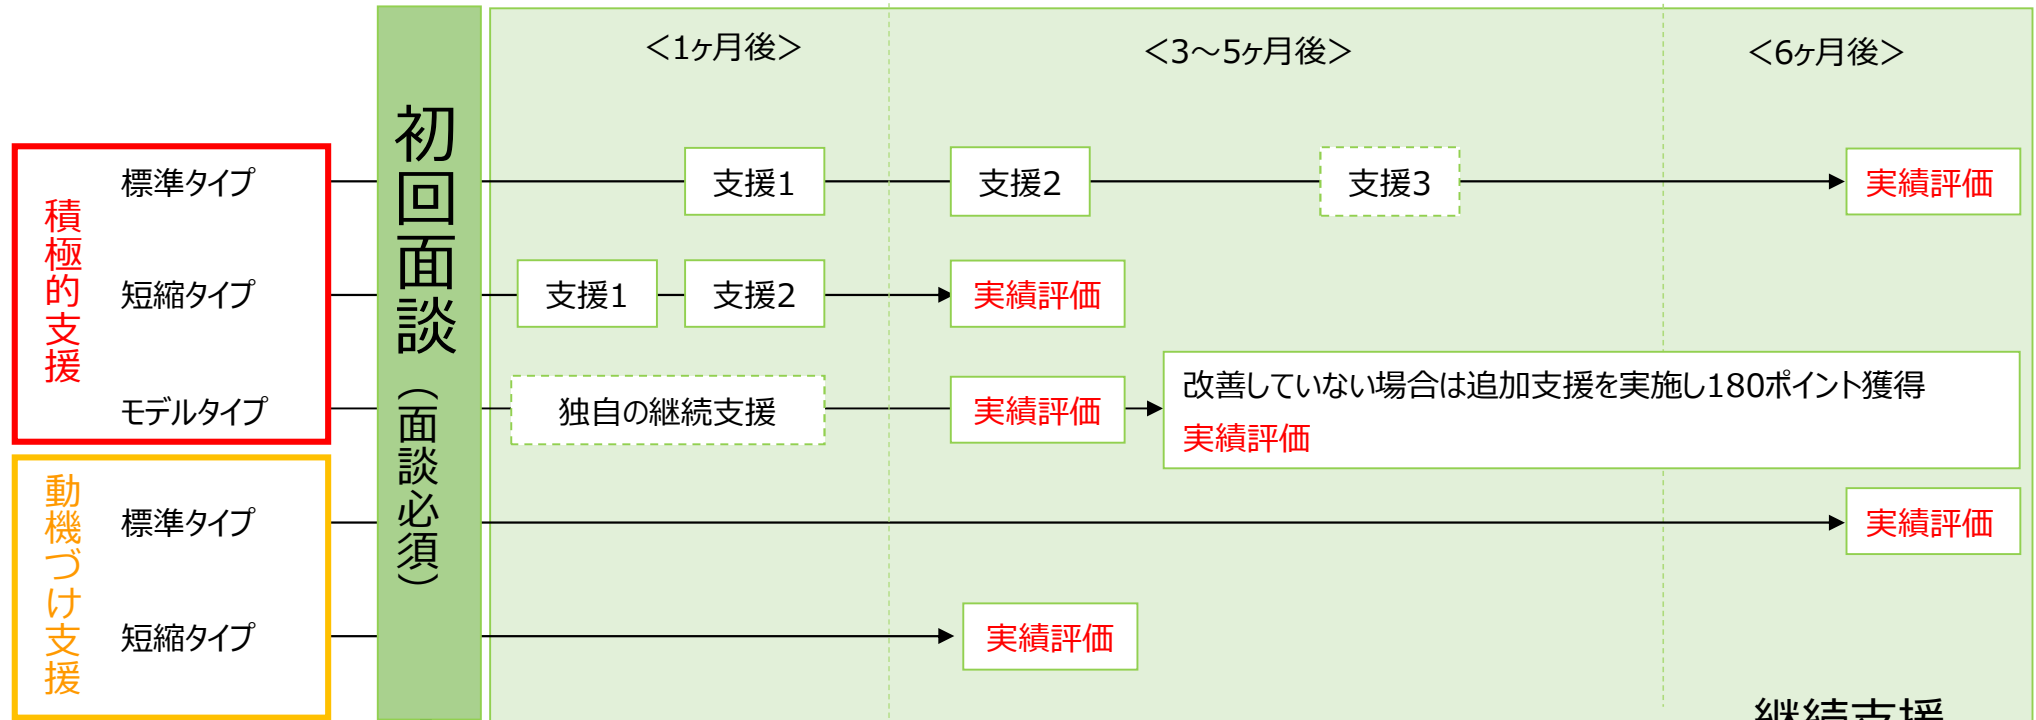 ＜1ヶ月後＞
＜3～5ヶ月後＞
＜6ヶ月後＞
初回面談（面談必須）
積極的支援
標準タイプ
支援1
支援2
支援3
実績評価
短縮タイプ
支援1
支援2
実績評価
モデルタイプ
独自の継続支援
実績評価
改善していない場合は追加支援を実施し180ポイント獲得
実績評価
動機づけ支援
標準タイプ
実績評価
短縮タイプ
実績評価
継続支援